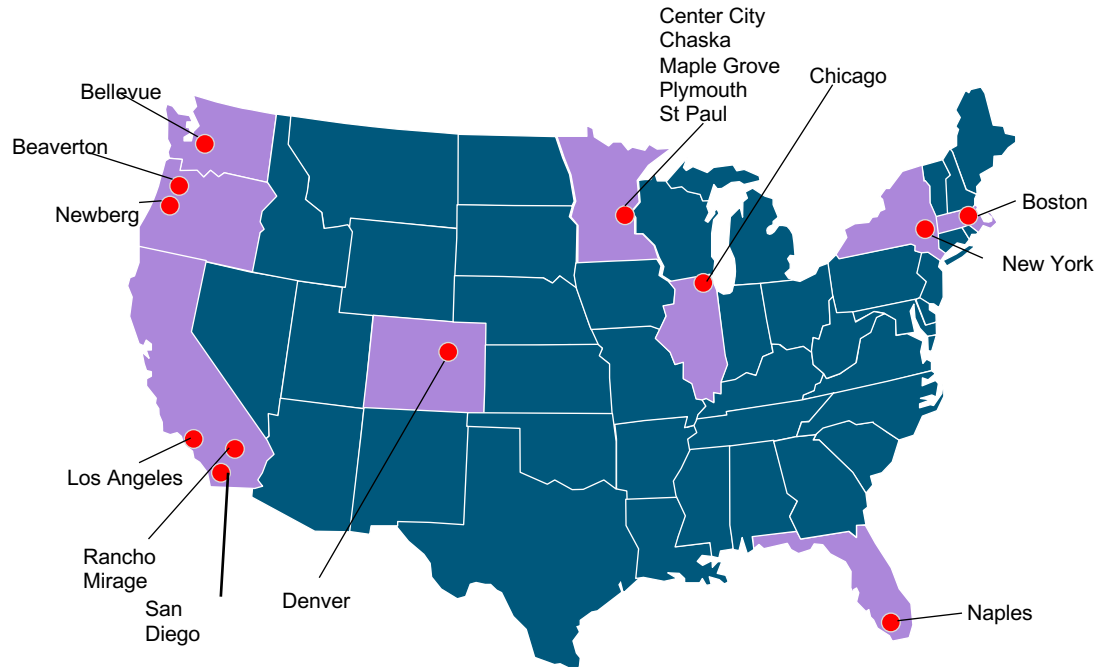 Center City
Chaska
Maple Grove
Plymouth
St Paul
Chicago
Bellevue
Beaverton
Newberg
Boston
New York
Los Angeles
Rancho
Mirage
San
Diego
Denver
Naples